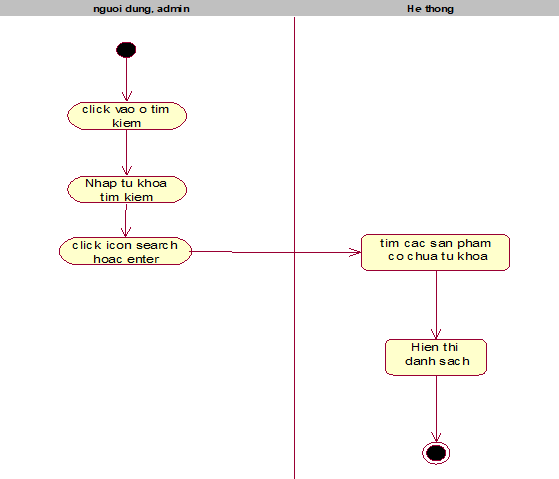 nguoi dung, admin
He thong
click vao o tim
kiem
Nhap tu khoa
tim kiem
click icon search
hoac enter
tim cac san pham
co chua tu khoa
Hien thi
danh sach